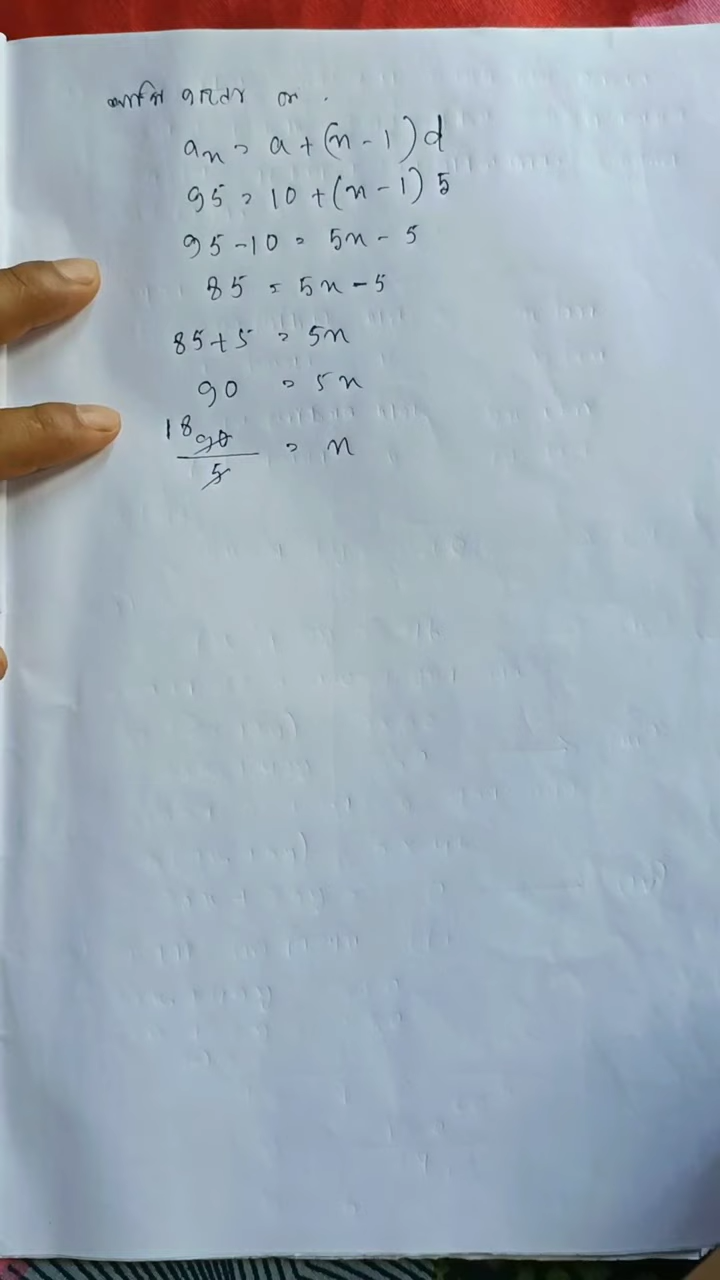 আমি পাওঁ যে
aₙ = a + (n - 1) d
95 = 10 + (n - 1) 5
95 - 10 = 5n - 5
85 = 5n - 5
85 + 5 = 5n
90 = 5n
18 90/5 = n